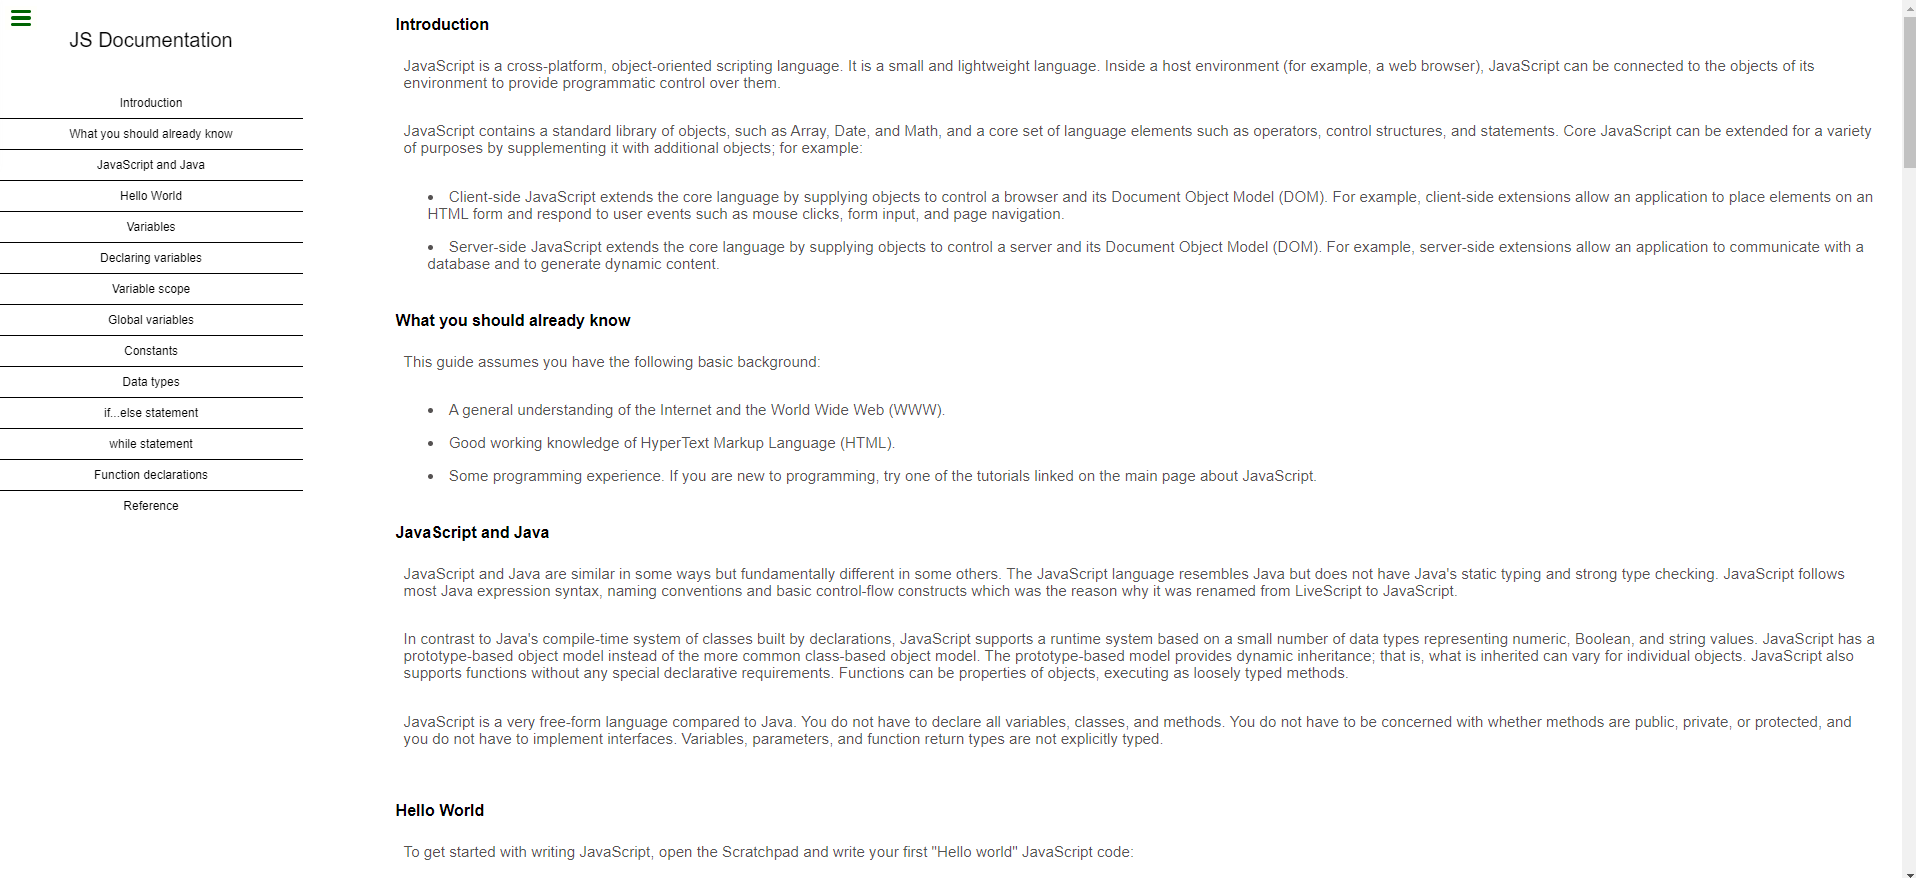 JS Documentation
Introduction
What you should already know
JavaScript and Java
Hello World
Variables
Declaring variables
Variable scope
Global variables
Constants
Data types
if...else statement
while statement
Function declarations
Reference
Introduction
JavaScript is a cross-platform, object-oriented scripting language. It is a small and lightweight language. Inside a host environment (for example, a web browser), JavaScript can be connected to the objects of its
environment to provide programmatic control over them.
JavaScript contains a standard library of objects, such as Array, Date, and Math, and a core set of language elements such as operators, control structures, and statements. Core JavaScript can be extended for a variety
of purposes by supplementing it with additional objects; for example:
• Client-side JavaScript extends the core language by supplying objects to control a browser and its Document Object Model (DOM). For example, client-side extensions allow an application to place elements on an
HTML form and respond to user events such as mouse clicks, form input, and page navigation.
• Server-side JavaScript extends the core language by supplying objects to control a server and its Document Object Model (DOM). For example, server-side extensions allow an application to communicate with a
database and to generate dynamic content.
What you should already know
This guide assumes you have the following basic background:
• A general understanding of the Internet and the World Wide Web (WWW).
• Good working knowledge of HyperText Markup Language (HTML).
• Some programming experience. If you are new to programming, try one of the tutorials linked on the main page about JavaScript.
JavaScript and Java
JavaScript and Java are similar in some ways but fundamentally different in some others. The JavaScript language resembles Java but does not have Java's static typing and strong type checking. JavaScript follows
most Java expression syntax, naming conventions and basic control-flow constructs which was the reason why it was renamed from LiveScript to JavaScript.
In contrast to Java's compile-time system of classes built by declarations, JavaScript supports a runtime system based on a small number of data types representing numeric, Boolean, and string values. JavaScript has a
prototype-based object model instead of the more common class-based object model. The prototype-based model provides dynamic inheritance; that is, what is inherited can vary for individual objects. JavaScript also
supports functions without any special declarative requirements. Functions can be properties of objects, executing as loosely typed methods.
JavaScript is a very free-form language compared to Java. You do not have to declare all variables, classes, and methods. You do not have to be concerned with whether methods are public, private, or protected, and
you do not have to implement interfaces. Variables, parameters, and function return types are not explicitly typed.
Hello World
To get started with writing JavaScript, open the Scratchpad and write your first "Hello world" JavaScript code: